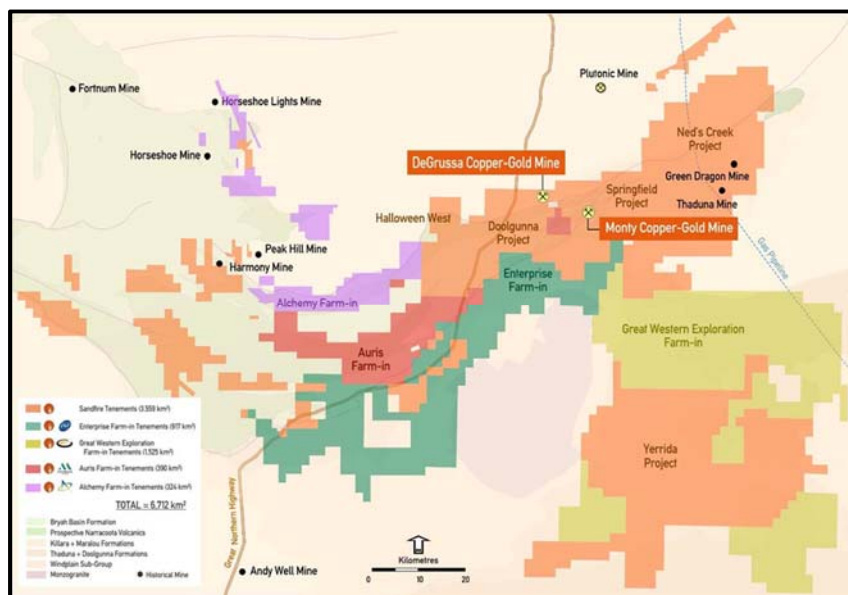 Fortnum Mine
Horseshoe Lights Mine
Horseshoe Mine
Plutonic Mine
Ned's Creek
Project
DeGrussa Copper-Gold Mine
Green Dragon Mine
Thaduna Mine
Springfield
Project
Halloween West
Doolgunna
Project
Monty Copper-Gold Mine
Gas Pipeline
Peak Hill Mine
Harmony Mine
Enterprise
Farm-in
Alchemy Farm-in
Auris
Farm-in
Great Western Exploration
Farm-in
Yerrida
Project
Great Northern Highway
Andy Well Mine
Kilometres
0 10 20
Sandfire Tenements (3,556 km²)
Enterprise Farm-in Tenements (917 km²)
Great Western Exploration
Farm-in Tenements (1,525 km²)
Auris Farm-in Tenements (390 km²)
Alchemy Farm-in Tenements (324 km²)
TOTAL = 6,712 km²
Bryah Basin Formation
Prospective Narracoota Volcanics
Killara + Maralou Formations
Thaduna + Doolgunna Formations
Windplain Sub-Group
Monzogranite
Historical Mine